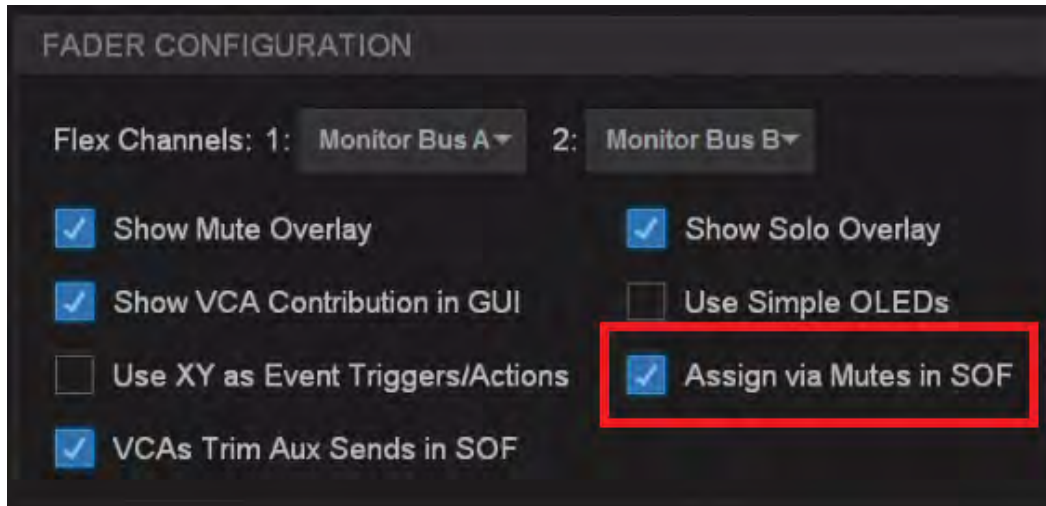 FADER CONFIGURATION
Flex Channels: 1: Monitor Bus A 2: Monitor Bus B
Show Mute Overlay Show Solo Overlay
Show VCA Contribution in GUI Use Simple OLEDs
Use XY as Event Triggers/Actions Assign via Mutes in SOF
VCAs Trim Aux Sends in SOF